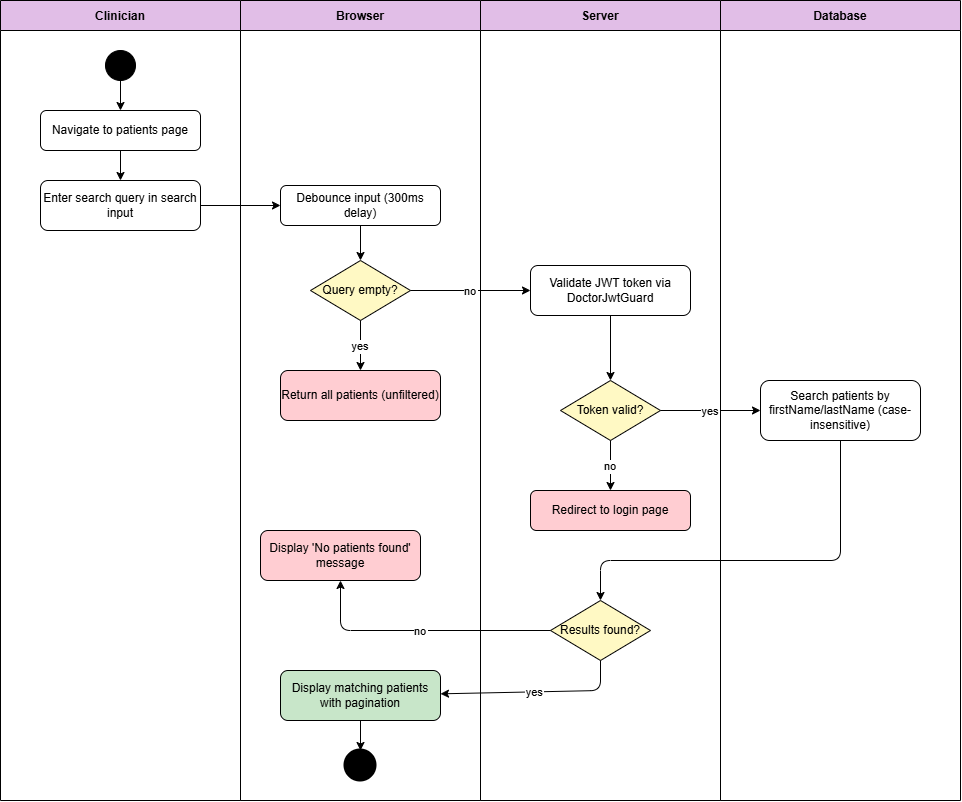 Clinician
Browser
Server
Database
Navigate to patients page
Enter search query in search
input
Debounce input (300ms
delay)
Query empty?
no
yes
Return all patients (unfiltered)
Validate JWT token via
DoctorJwtGuard
Token valid?
yes
no
Redirect to login page
Search patients by
firstName/lastName (case-
insensitive)
Results found?
no
Display 'No patients found'
message
yes
Display matching patients
with pagination